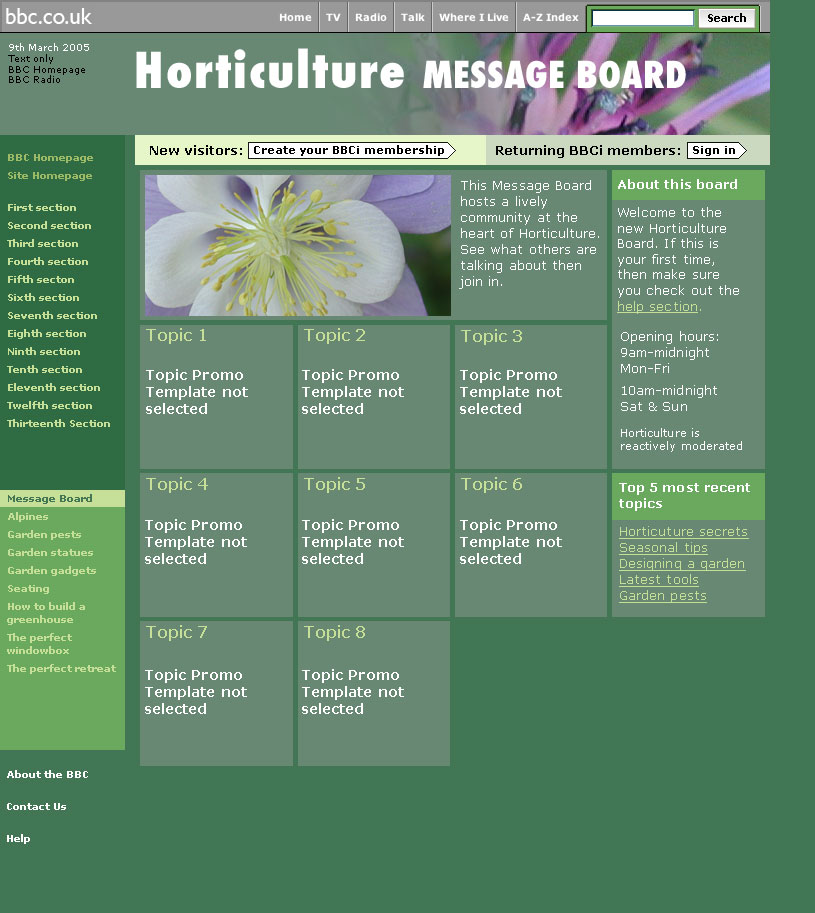 bbc.co.uk
Home TV Radio Talk Where I Live A-Z Index Search
9th March 2005
Text only
BBC Homepage
BBC Radio
Horticulture MESSAGE BOARD
New visitors: Create your BBCi membership Returning BBCi members: Sign in
BBC Homepage
Site Homepage
First section
Second section
Third section
Fourth section
Fifth secton
Sixth section
Seventh section
Eighth section
Ninth section
Tenth section
Eleventh section
Twelfth section
Thirteenth Section
Message Board
Alpines
Garden pests
Garden statues
Garden gadgets
Seating
How to build a
greenhouse
The perfect
windowbox
The perfect retreat
About the BBC
Contact Us
Help
This Message Board
hosts a lively
community at the
heart of Horticulture.
See what others are
talking about then
join in.
Topic 1
Topic Promo
Template not
selected
Topic 2
Topic Promo
Template not
selected
Topic 3
Topic Promo
Template not
selected
Topic 4
Topic Promo
Template not
selected
Topic 5
Topic Promo
Template not
selected
Topic 6
Topic Promo
Template not
selected
Topic 7
Topic Promo
Template not
selected
Topic 8
Topic Promo
Template not
selected
About this board
Welcome to the
new Horticulture
Board. If this is
your first time,
then make sure
you check out the
help section.
Opening hours:
9am-midnight
Mon-Fri
10am-midnight
Sat & Sun
Horticulture is
reactively moderated
Top 5 most recent
topics
Horticuture secrets
Seasonal tips
Designing a garden
Latest tools
Garden pests